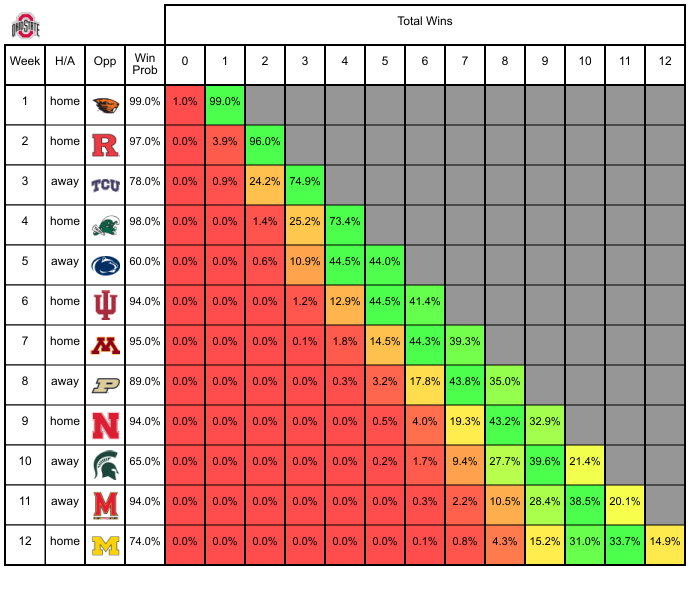 OHIO STATE
Total Wins
Week H/A Opp Win Prob 0 1 2 3 4 5 6 7 8 9 10 11 12
1 home 99.0% 1.0% 99.0%
2 home R 97.0% 0.0% 3.9% 96.0%
3 away TCU 78.0% 0.0% 0.9% 24.2% 74.9%
4 home 98.0% 0.0% 0.0% 1.4% 25.2% 73.4%
5 away 60.0% 0.0% 0.0% 0.6% 10.9% 44.5% 44.0%
6 home 94.0% 0.0% 0.0% 0.0% 1.2% 12.9% 44.5% 41.4%
7 home M 95.0% 0.0% 0.0% 0.0% 0.1% 1.8% 14.5% 44.3% 39.3%
8 away P 89.0% 0.0% 0.0% 0.0% 0.0% 0.3% 3.2% 17.8% 43.8% 35.0%
9 home N 94.0% 0.0% 0.0% 0.0% 0.0% 0.0% 0.5% 4.0% 19.3% 43.2% 32.9%
10 away 65.0% 0.0% 0.0% 0.0% 0.0% 0.0% 0.2% 1.7% 9.4% 27.7% 39.6% 21.4%
11 away M 94.0% 0.0% 0.0% 0.0% 0.0% 0.0% 0.0% 0.3% 2.2% 10.5% 28.4% 38.5% 20.1%
12 home M 74.0% 0.0% 0.0% 0.0% 0.0% 0.0% 0.0% 0.1% 0.8% 4.3% 15.2% 31.0% 33.7% 14.9%